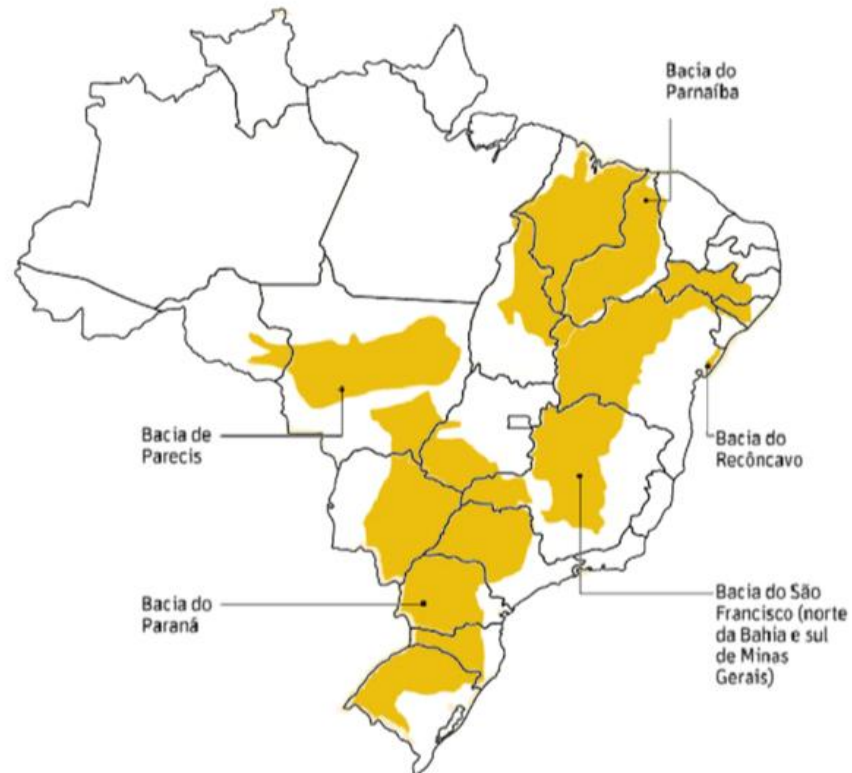 Bacia do
Parnaíba
Bacia de
Parecis
Bacia do
Recôncavo
Bacia do
Paraná
Bacia do São
Francisco (norte
da Bahia e sul
de Minas
Gerais)